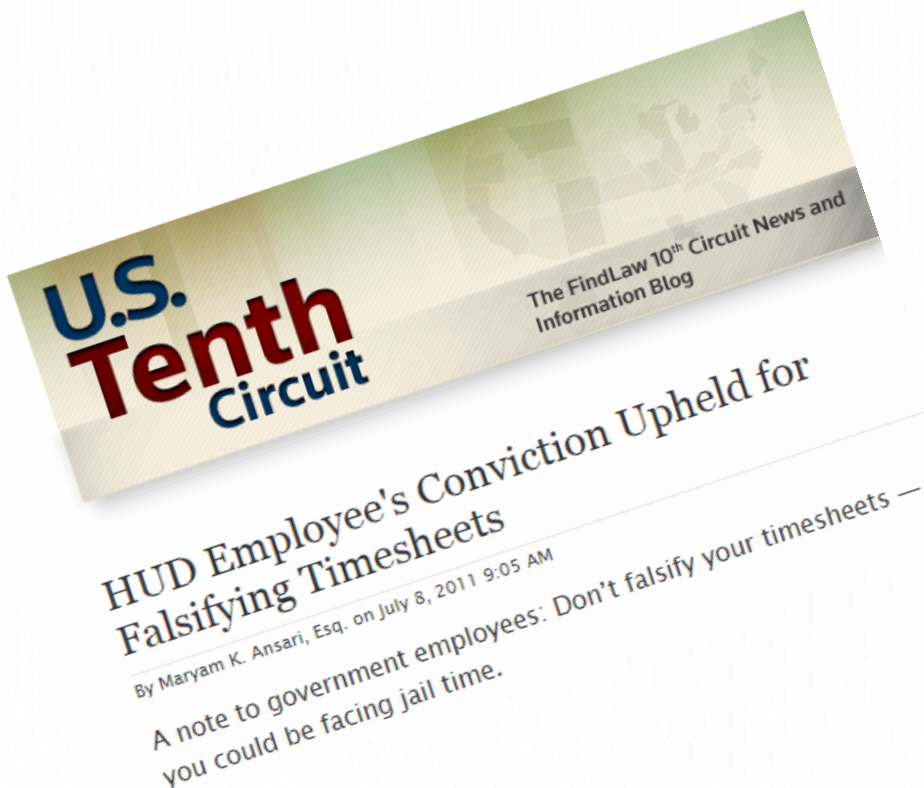 U.S.
Tenth
Circuit
The FindLaw 10th Circuit News and
Information Blog
HUD Employee's Conviction Upheld for
Falsifying Timesheets
By Maryam K. Ansari, Esq. on July 8, 2011 9:05 AM
A note to government employees: Don't falsify your timesheets —
you could be facing jail time.